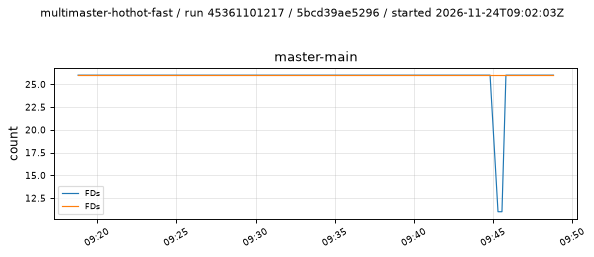 multimaster-hothot-fast / run 45361101217 / 5bcd39ae5296 / started 2026-11-24T09:02:03Z
master-main
count
25.0
22.5
20.0
17.5
15.0
12.5
FDs
FDs
09:20
09:25
09:30
09:35
09:40
09:45
09:50